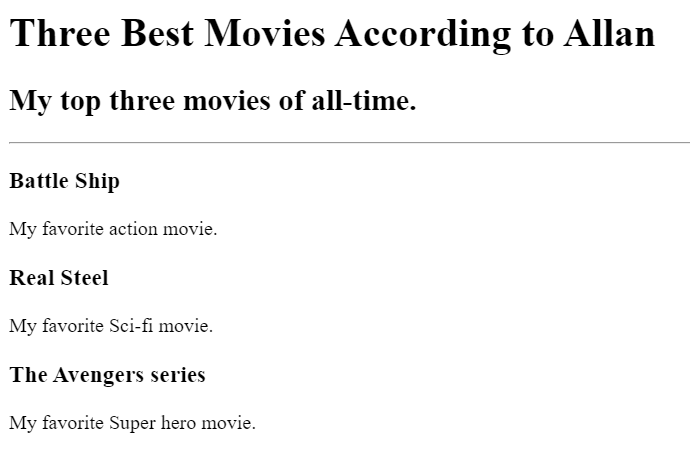 Three Best Movies According to Allan
My top three movies of all-time.
Battle Ship
My favorite action movie.
Real Steel
My favorite Sci-fi movie.
The Avengers series
My favorite Super hero movie.